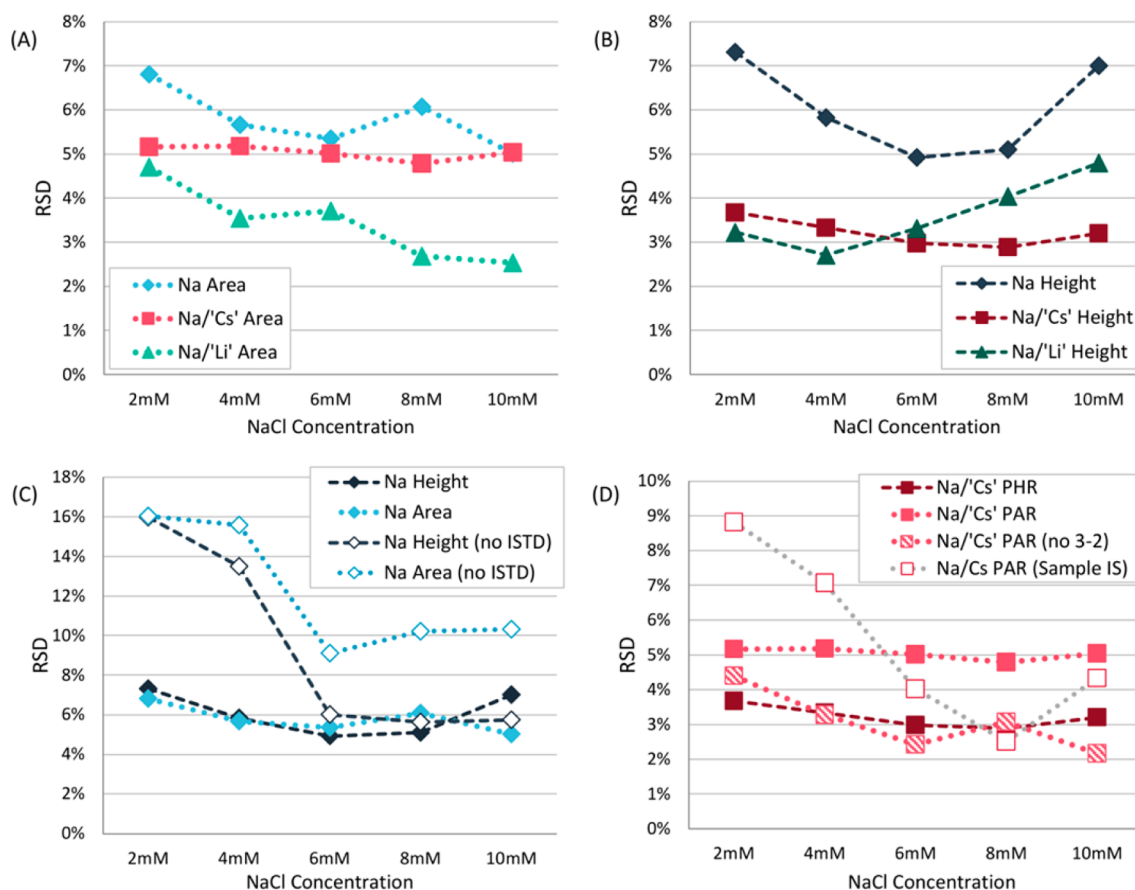 (A)
8%
7%
6%
5%
4%
3%
2%
1%
0%
RSD
Na Area
Na/'Cs' Area
Na/'Li' Area
2mM 4mM 6mM 8mM 10mM
NaCl Concentration
(B)
8%
7%
6%
5%
4%
3%
2%
1%
0%
RSD
Na Height
Na/'Cs' Height
Na/'Li' Height
2mM 4mM 6mM 8mM 10mM
NaCl Concentration
(C)
18%
16%
14%
12%
10%
8%
6%
4%
2%
0%
RSD
Na Height
Na Area
Na Height (no ISTD)
Na Area (no ISTD)
2mM 4mM 6mM 8mM 10mM
NaCl Concentration
(D)
10%
9%
8%
7%
6%
5%
4%
3%
2%
1%
0%
RSD
Na/'Cs' PHR
Na/'Cs' PAR
Na/'Cs' PAR (no 3-2)
Na/Cs PAR (Sample IS)
2mM 4mM 6mM 8mM 10mM
NaCl Concentration